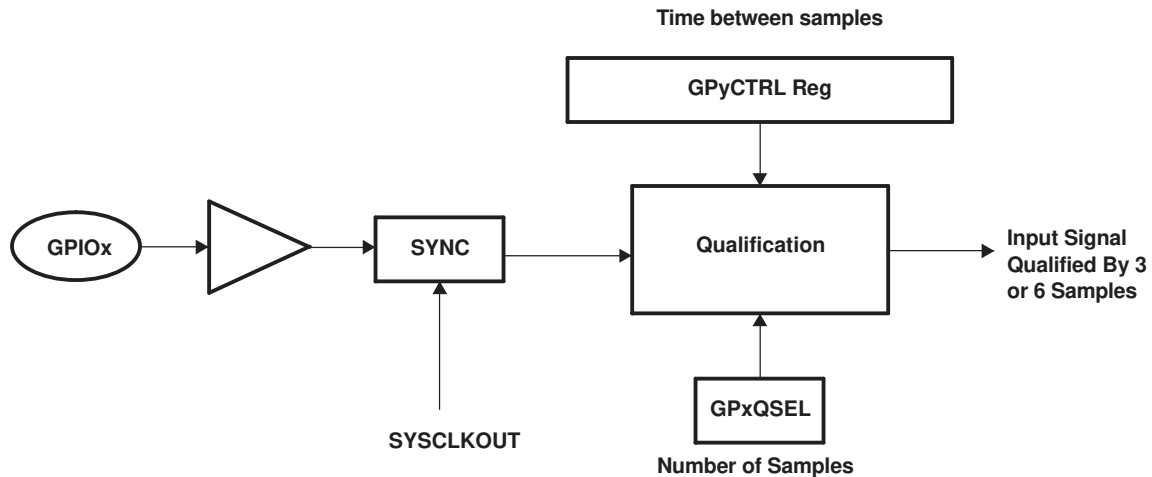 Time between samples
GPyCTRL Reg
GPIOx
SYNC
Qualification
Input Signal
Qualified By 3
or 6 Samples
GPxQSEL
SYSCLKOUT
Number of Samples